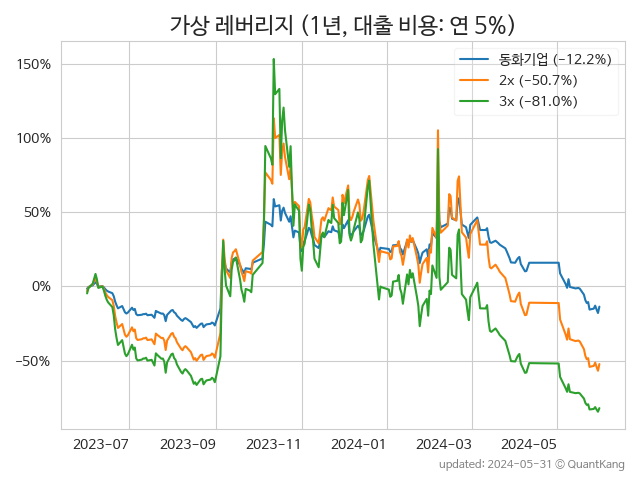 가상 레버리지 (1년, 대출 비용: 연 5%)
동화기업 (-12.2%)
2x (-50.7%)
3x (-81.0%)
150%
100%
50%
0%
-50%
2023-07 2023-09 2023-11 2024-01 2024-03 2024-05
updated: 2024-05-31 © QuantKang